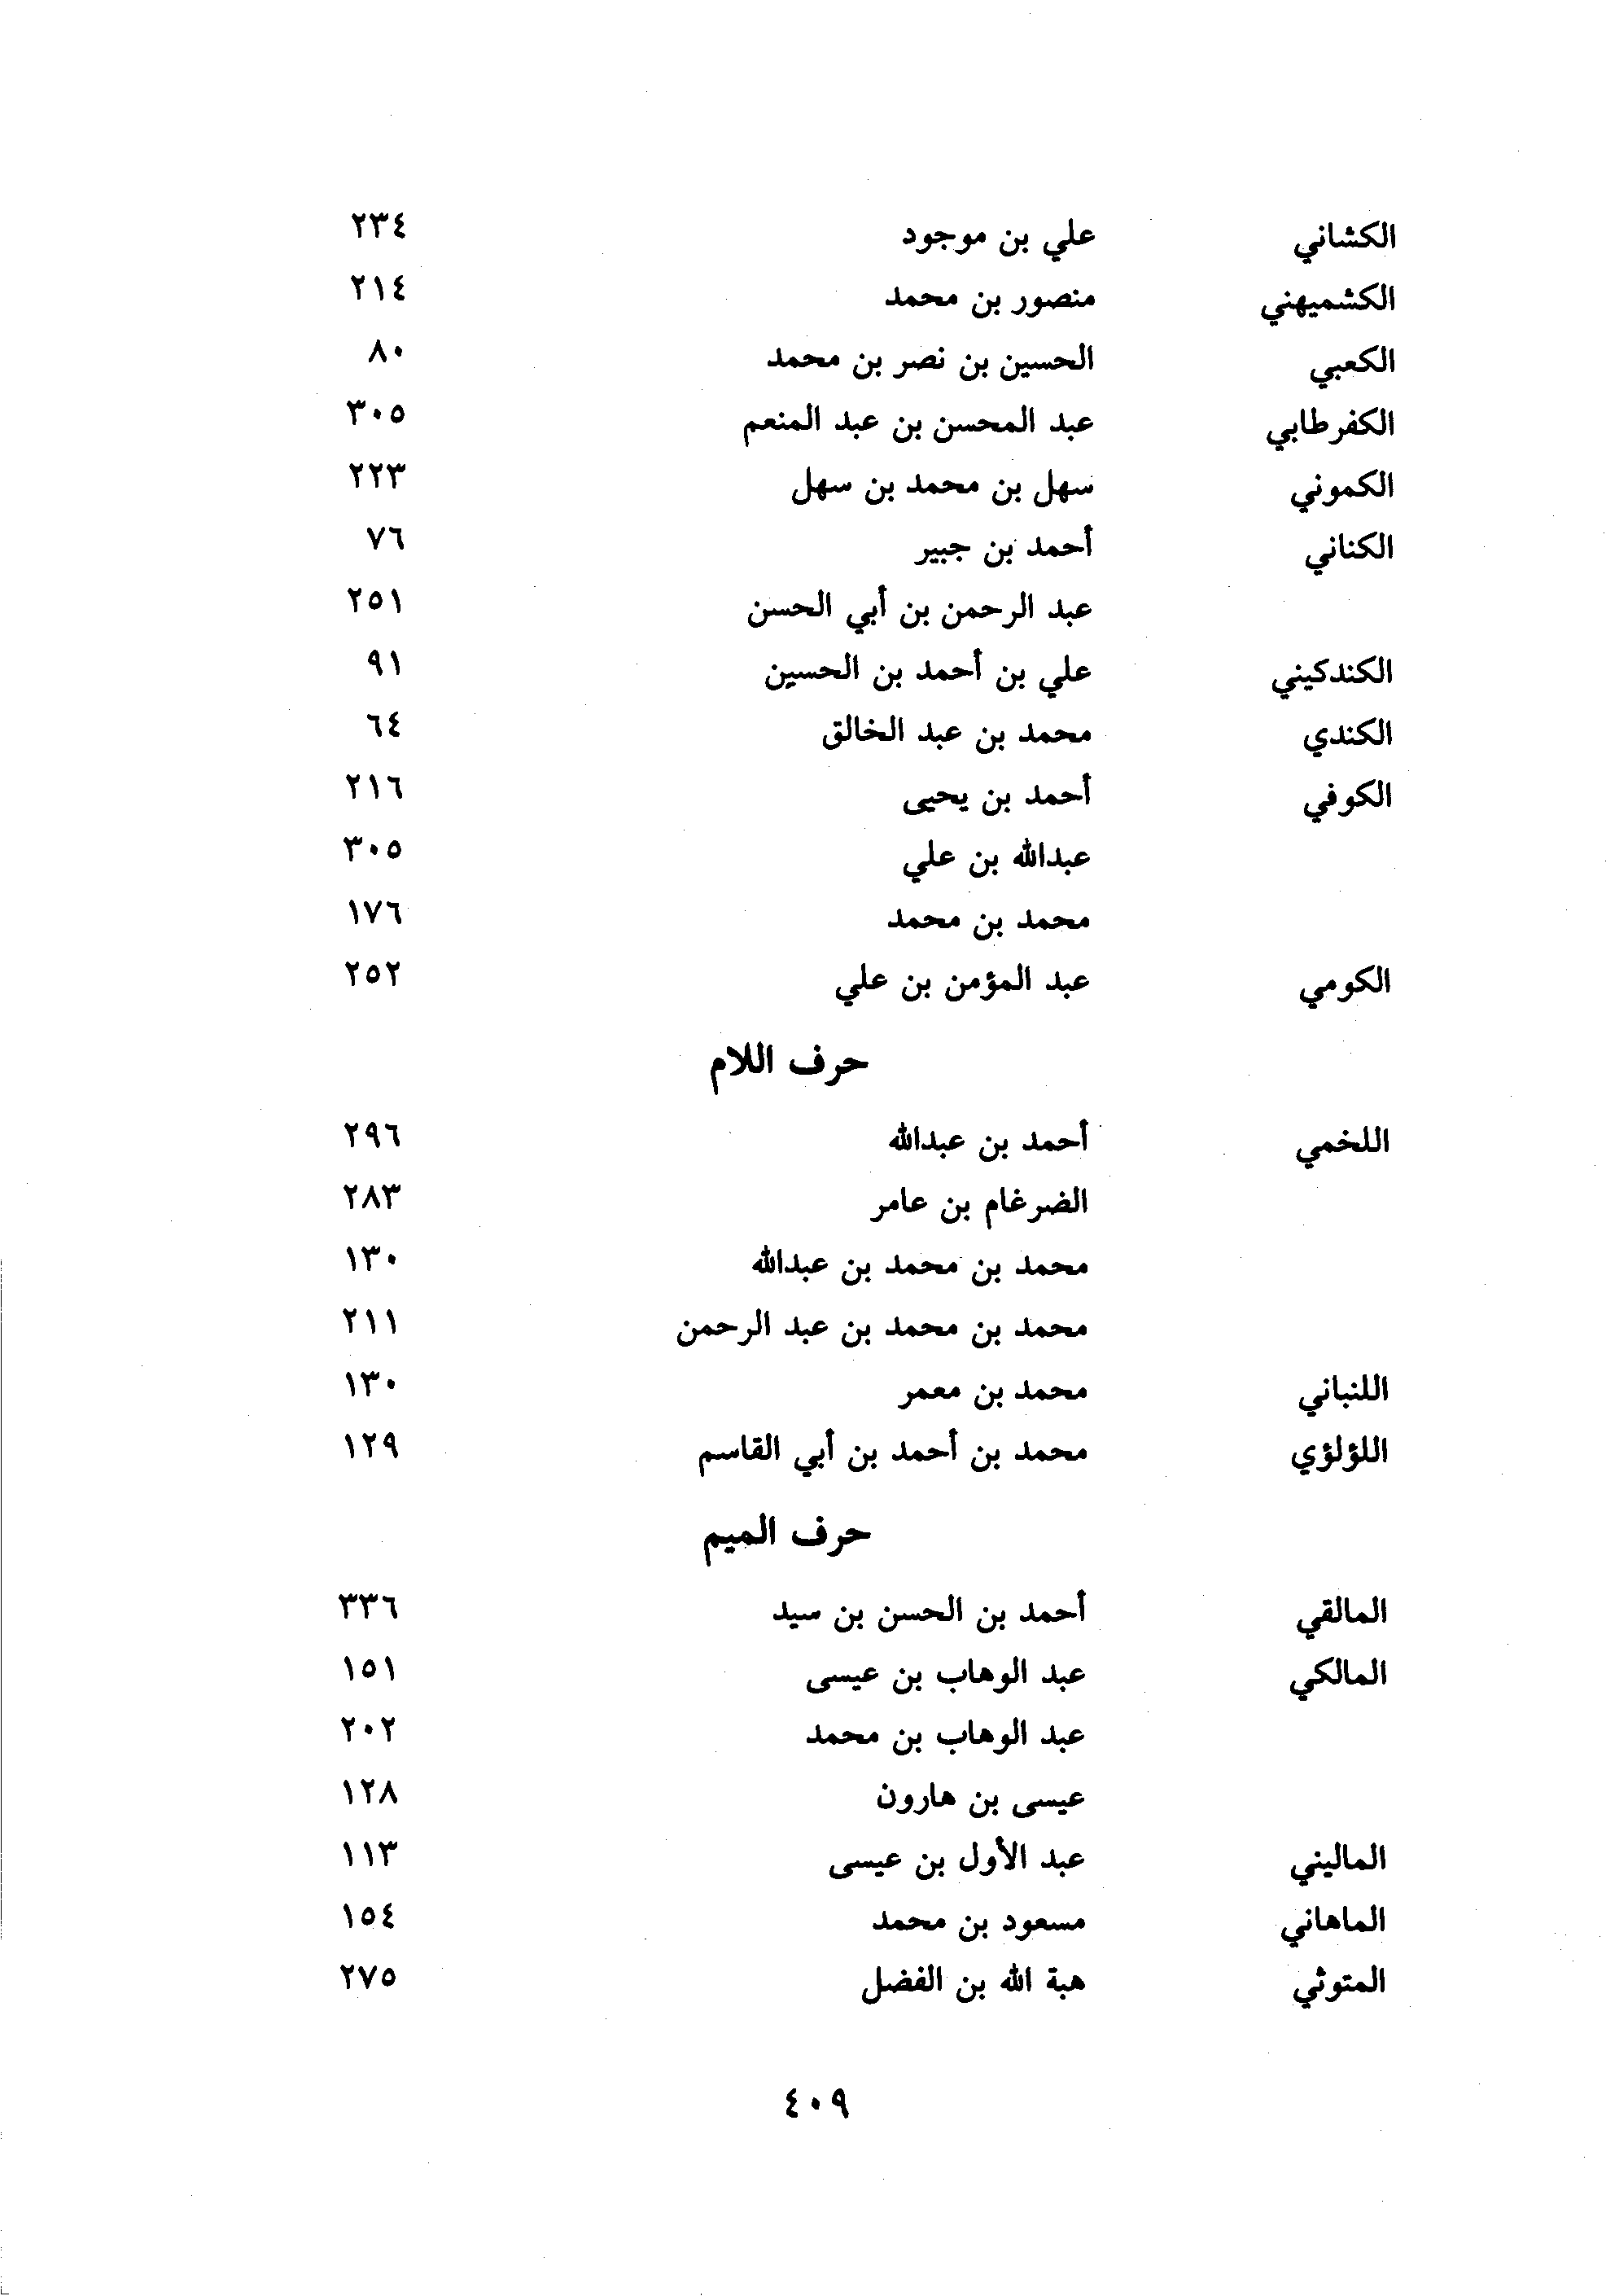 الكشاني علي بن موجود ٢٣٤
الكشميهني منصور بن محمد ٢١٤
الكعبي الحسين بن نصر بن محمد ٨٠
الكفرطابي عبد المحسن بن عبد المنعم ٣٠٥
الكموني سهل بن محمد بن سهل ٢٢٣
الكناني أحمد بن جبير ٧٦
عبد الرحمن بن أبي الحسن ٢٥١
الكندكيني علي بن أحمد بن الحسين ٩١
الكندي محمد بن عبد الخالق ٦٤
الكوفي أحمد بن يحيى ٢١٦
عبدالله بن علي ٣٠٥
محمد بن محمد ١٧٦
الكومي عبد المؤمن بن علي ٢٥٢
حرف اللام
اللخمي أحمد بن عبدالله ٢٩٦
الضرغام بن عامر ٢٨٣
محمد بن محمد بن عبدالله ١٣٠
محمد بن محمد بن عبد الرحمن ٢١١
اللنباني محمد بن معمر ١٣٠
اللؤلؤي محمد بن أحمد بن أبي القاسم ١٢٩
حرف الميم
المالقي أحمد بن الحسن بن سيد ٣٣٦
المالكي عبد الوهاب بن عيسى ١٥١
عبد الوهاب بن محمد ٢٠٢
عيسى بن هارون ١٢٨
الماليني عبد الأول بن عيسى ١١٣
الماهاني مسعود بن محمد ١٥٤
المتوثي هبة الله بن الفضل ٢٧٥
٤٠٩